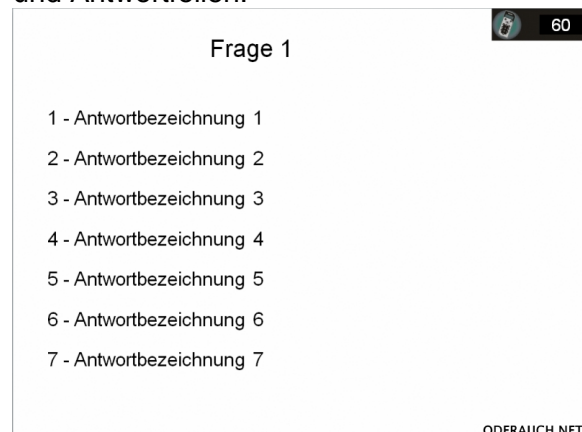 und Antwortfolien:
60
Frage 1
1 - Antwortbezeichnung 1
2 - Antwortbezeichnung 2
3 - Antwortbezeichnung 3
4 - Antwortbezeichnung 4
5 - Antwortbezeichnung 5
6 - Antwortbezeichnung 6
7 - Antwortbezeichnung 7
ODERAUCH.NET